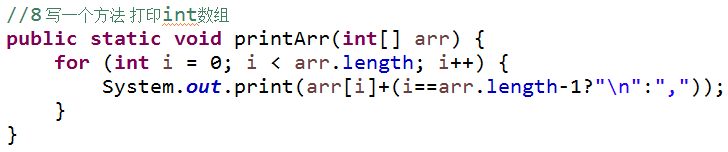 //8 写一个方法 打印int数组
public static void printArr(int[] arr) {
    for (int i = 0; i < arr.length; i++) {
        System.out.print(arr[i]+(i==arr.length-1?"\n":","));
    }
}